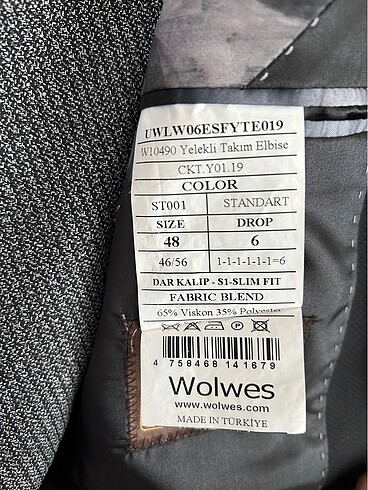 UWLW06ESFYTE019
W10490 Yelekli Takım Elbise
CKT.Y01.19
COLOR
ST001 STANDART
SIZE DROP
48 6
46/56 1-1-1-1-1-1=6
DAR KALIP - S1-SLIM FIT
FABRIC BLEND
65% Viskon 35% Polyester
4 758468 141679
Wolwes
www.wolwes.com
MADE IN TÜRKİYE